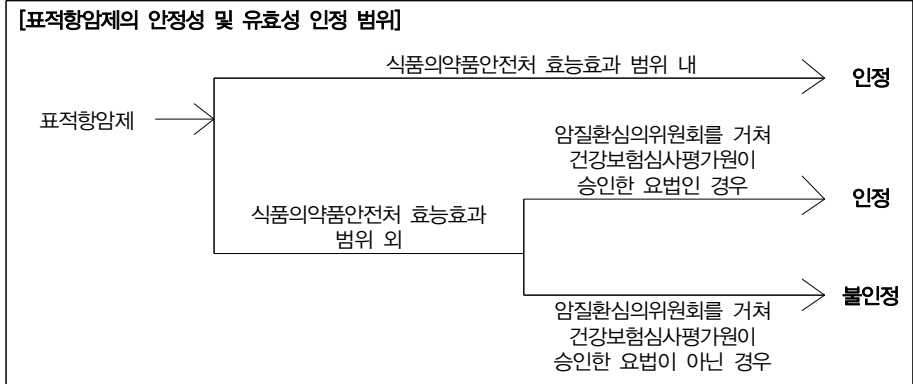 [표적항암제의 안정성 및 유효성 인정 범위]
식품의약품안전처 효능효과 범위 내
인정
표적항암제
암질환심의위원회를 거쳐
건강보험심사평가원이
승인한 요법인 경우
인정
식품의약품안전처 효능효과
범위 외
불인정
암질환심의위원회를 거쳐
건강보험심사평가원이
승인한 요법이 아닌 경우